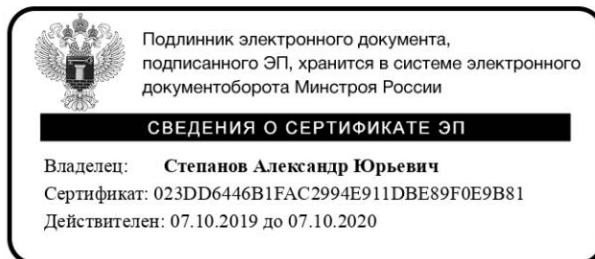 Подлинник электронного документа,
подписанного ЭП, хранится в системе электронного
документоборота Минстроя России
СВЕДЕНИЯ О СЕРТИФИКАТЕ ЭП
Владелец: Степанов Александр Юрьевич
Сертификат: 023DD6446B1FAC2994E911DBE89F0E9B81
Действителен: 07.10.2019 до 07.10.2020